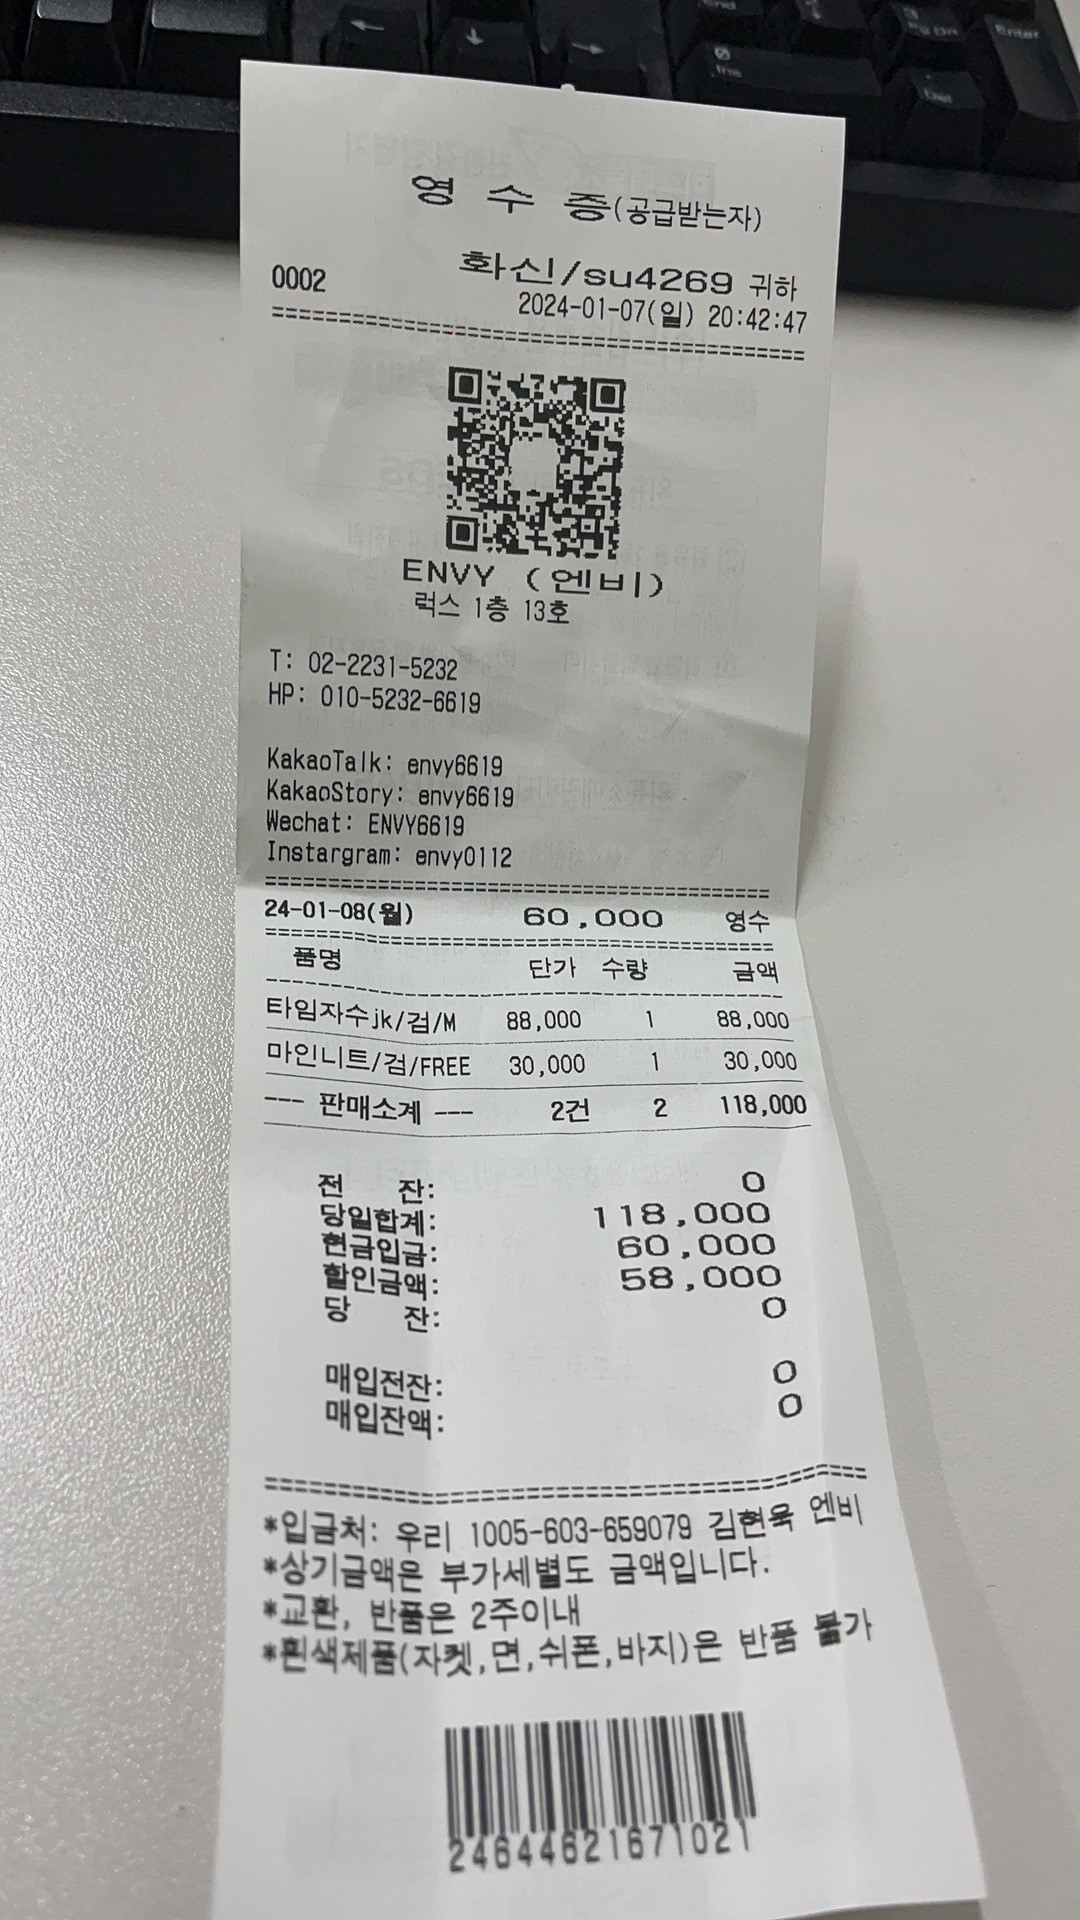 영 수 증(공급받는자)
화신/su4269 귀하
0002
2024-01-07(일) 20:42:47
ENVY (엔비)
럭스 1층 13호
T: 02-2231-5232
HP: 010-5232-6619
KakaoTalk: envy6619
KakaoStory: envy6619
Wechat: ENVY6619
Instargram: envy0112
24-01-08(월) 60,000 영수
품명 단가 수량 금액
타임자수jk/검/M 88,000 1 88,000
마인니트/검/FREE 30,000 1 30,000
--- 판매소계 --- 2건 2 118,000
전 잔: 0
당일합계: 118,000
현금입금: 60,000
할인금액: 58,000
당 잔: 0
매입전잔: 0
매입잔액: 0
*입금처: 우리 1005-603-659079 김현욱 엔비
*상기금액은 부가세별도 금액입니다.
*교환, 반품은 2주이내
*흰색제품(자켓,면,쉬폰,바지)은 반품 불가
24644621671021